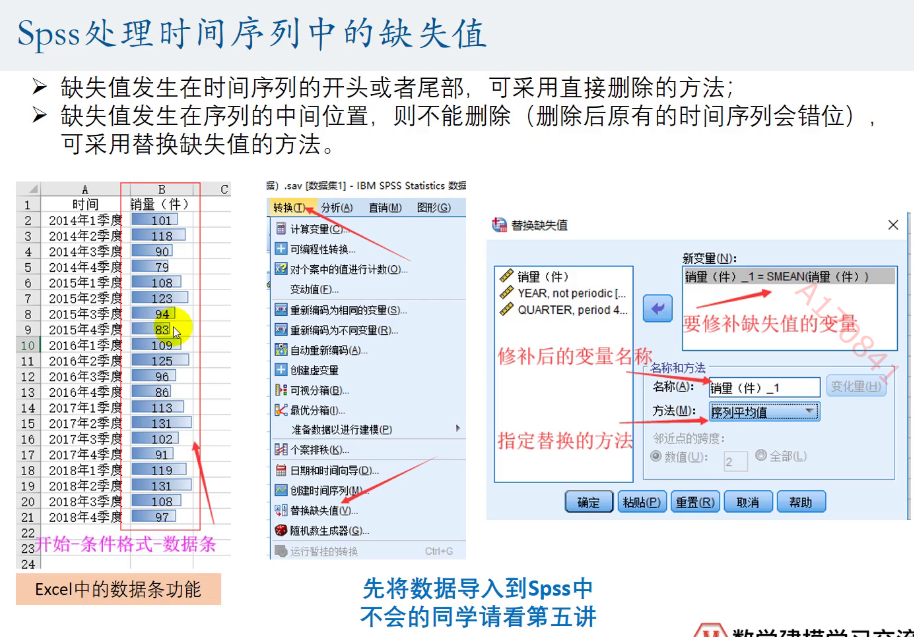 Spss处理时间序列中的缺失值
➢ 缺失值发生在时间序列的开头或者尾部，可采用直接删除的方法；
➢ 缺失值发生在序列的中间位置，则不能删除（删除后原有的时间序列会错位），
可采用替换缺失值的方法。
A B C
1 时间 销量（件）
2 2014年1季度 101
3 2014年2季度 118
4 2014年3季度 90
5 2014年4季度 79
6 2015年1季度 108
7 2015年2季度 123
8 2015年3季度 94
9 2015年4季度 83
10 2016年1季度 109
11 2016年2季度 125
12 2016年3季度 96
13 2016年4季度 86
14 2017年1季度 113
15 2017年2季度 131
16 2017年3季度 102
17 2017年4季度 91
18 2018年1季度 119
19 2018年2季度 131
20 2018年3季度 108
21 2018年4季度 97
22
23
24
开始-条件格式-数据条
Excel中的数据条功能
据）.sav [数据集1] - IBM SPSS Statistics 数据
转换(T) 分析(A) 直销(M) 图形(G)
计算变量(C)...
可编程性转换...
对个案中的值进行计数(O)...
变动值(F)...
重新编码为相同的变量(S)...
重新编码为不同变量(R)...
自动重新编码(A)...
创建虚变量
可视分箱(B)...
最优分箱(I)...
准备数据以进行建模(P)
个案排秩(K)...
日期和时间向导(D)...
创建时间序列(M)...
替换缺失值(V)...
随机数生成器(G)...
运行暂挂的转换 Ctrl+G
先将数据导入到Spss中
不会的同学请看第五讲
替换缺失值
新变量(N):
销量（件）
YEAR, not periodic [...
QUARTER, period 4...
销量（件）_1 = SMEAN(销量（件）)
要修补缺失值的变量
修补后的变量名称
名称和方法
名称(A): 销量（件）_1 变化量(H)
方法(M): 序列平均值
指定替换的方法
邻近点的跨度：
数值(U): 2 全部(L)
确定 粘贴(P) 重置(R) 取消 帮助
A170841
数学建模学习交流